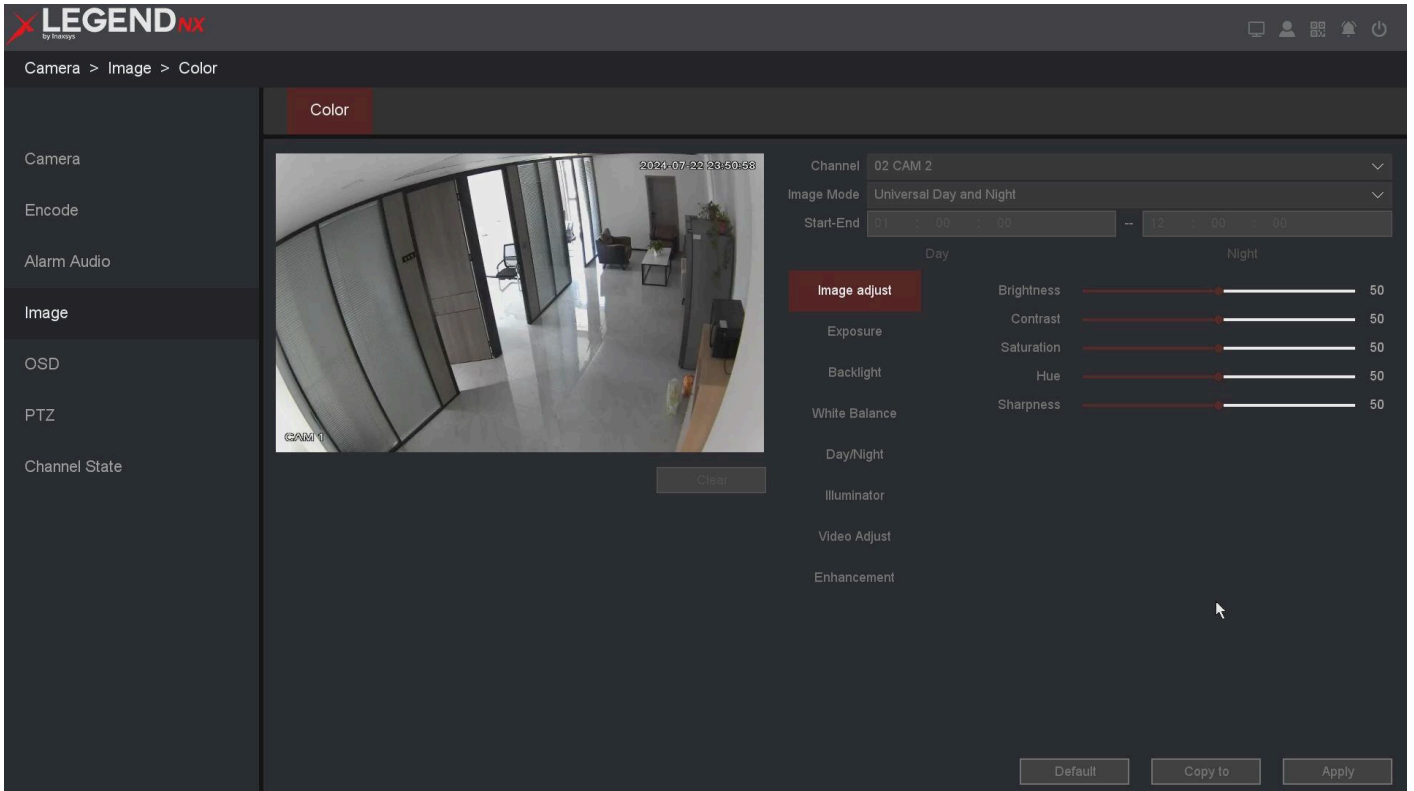 LEGEND NX
by Inaxsys
Camera > Image > Color
Color
Camera
Encode
Alarm Audio
Image
OSD
PTZ
Channel State
2024-07-22 23:50:58
CAM 1
Clear
Channel 02 CAM 2
Image Mode Universal Day and Night
Start-End 01 : 00 : 00 -- 12 : 00 : 00
Day Night
Image adjust
Exposure
Backlight
White Balance
Day/Night
Illuminator
Video Adjust
Enhancement
Brightness 50
Contrast 50
Saturation 50
Hue 50
Sharpness 50
Default Copy to Apply